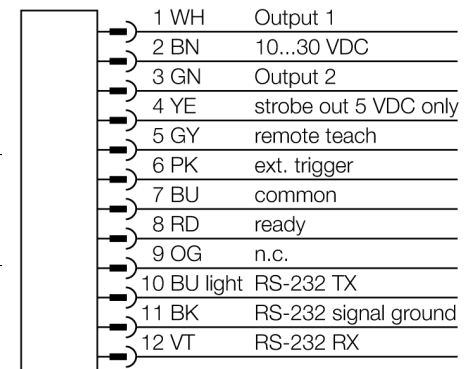 1 WH Output 1
2 BN 10...30 VDC
3 GN Output 2
4 YE strobe out 5 VDC only
5 GY remote teach
6 PK ext. trigger
7 BU common
8 RD ready
9 OG n.c.
10 BU light RS-232 TX
11 BK RS-232 signal ground
12 VT RS-232 RX